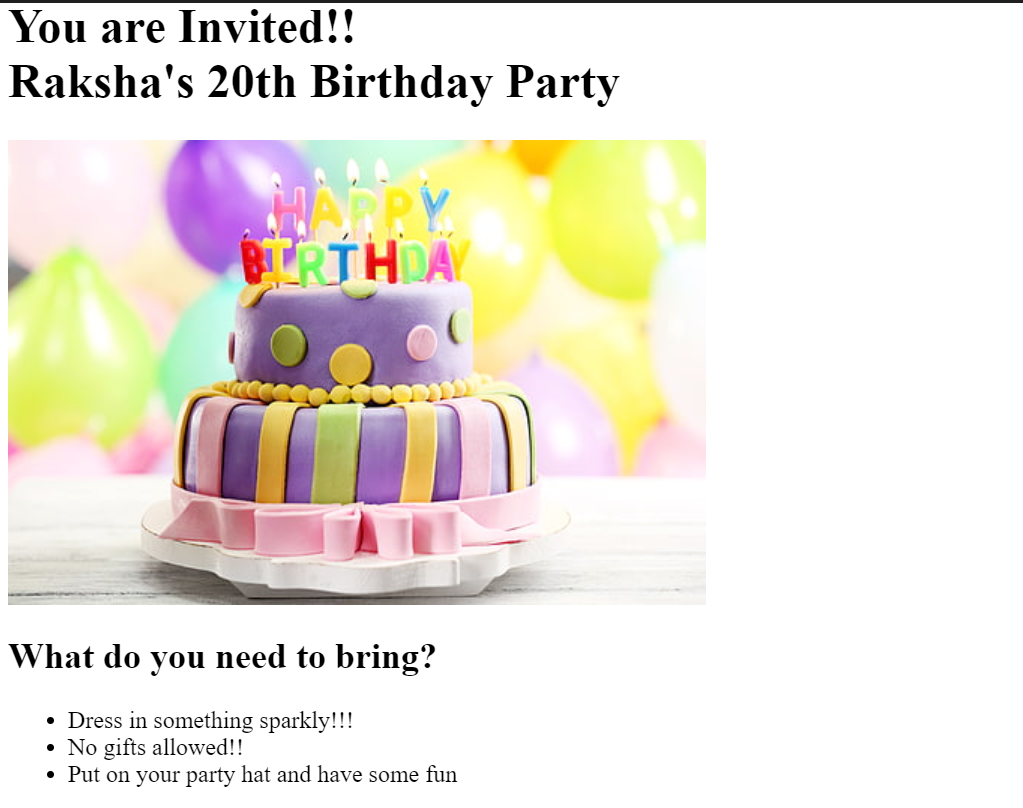 You are Invited!!
Raksha's 20th Birthday Party
HAPPY
BIRTHDAY
What do you need to bring?
Dress in something sparkly!!!
No gifts allowed!!
Put on your party hat and have some fun